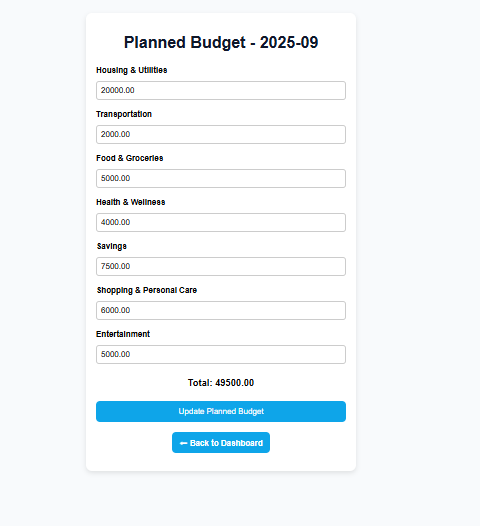 Planned Budget - 2025-09
Housing & Utilities
20000.00
Transportation
2000.00
Food & Groceries
5000.00
Health & Wellness
4000.00
Savings
7500.00
Shopping & Personal Care
6000.00
Entertainment
5000.00
Total: 49500.00
Update Planned Budget
← Back to Dashboard